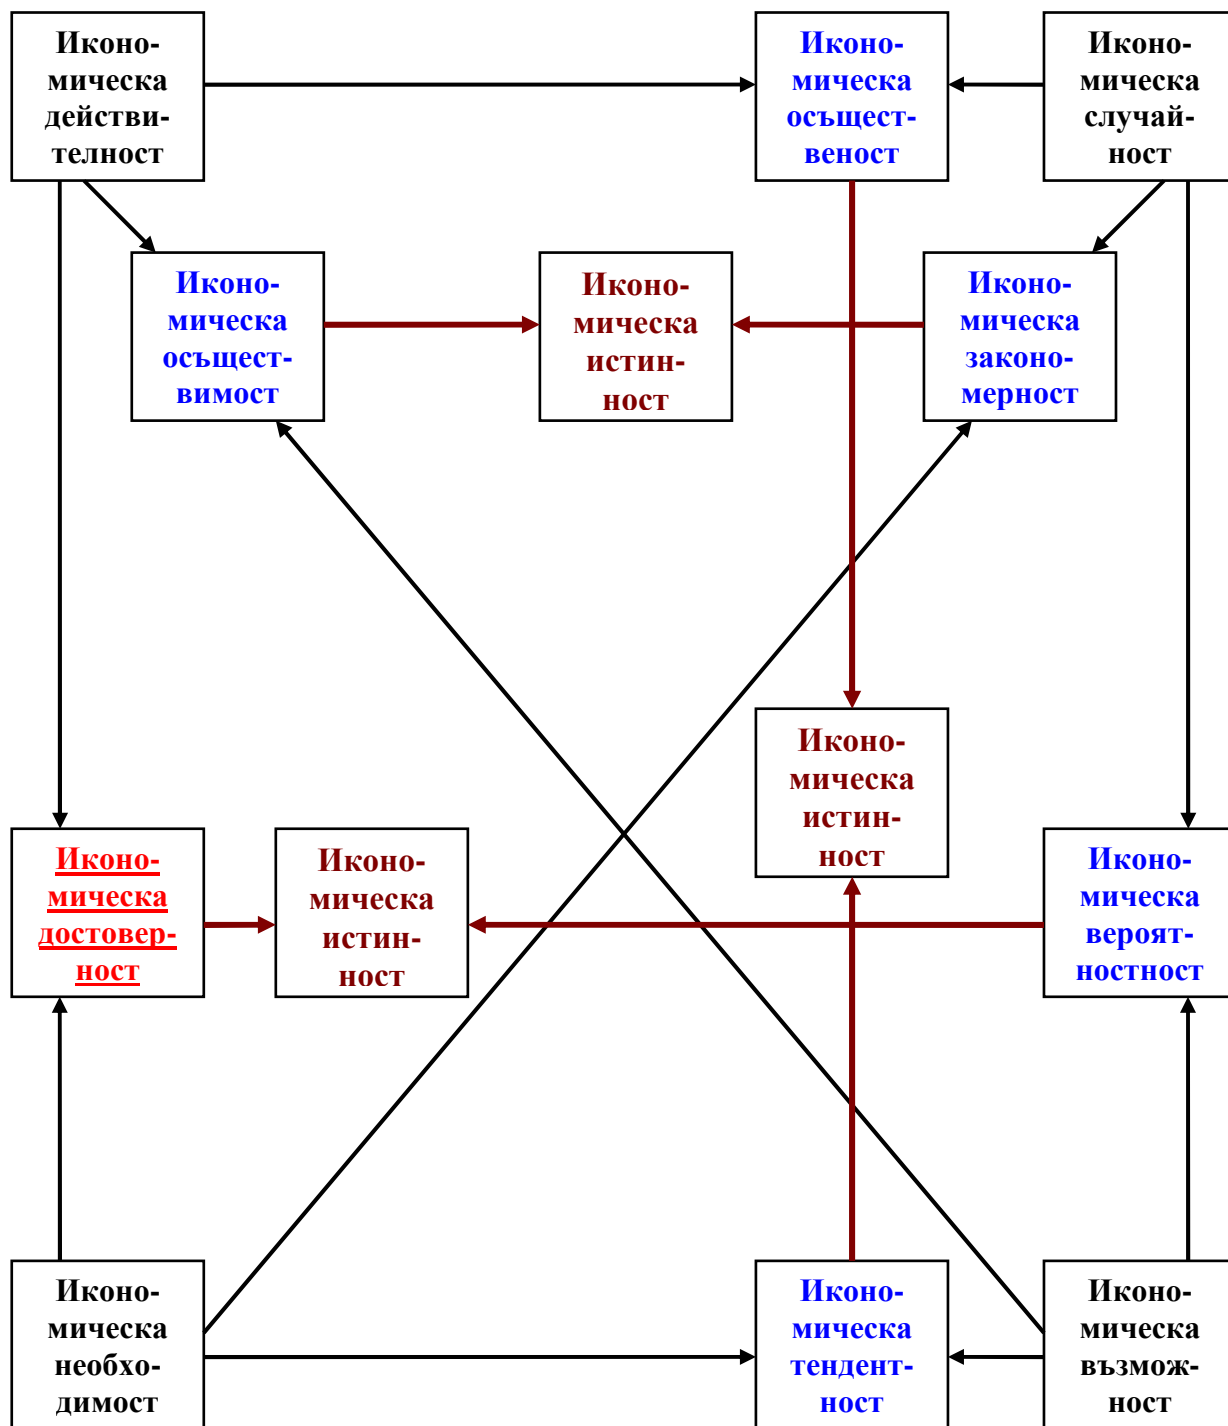 Иконо-
мическа
действи-
телност
Иконо-
мическа
осъщест-
веност
Иконо-
мическа
случай-
ност
Иконо-
мическа
осъщест-
вимост
Иконо-
мическа
истин-
ност
Иконо-
мическа
законо-
мерност
Иконо-
мическа
истин-
ност
Иконо-
мическа
достовер-
ност
Иконо-
мическа
истин-
ност
Иконо-
мическа
вероят-
ностност
Иконо-
мическа
необхо-
димост
Иконо-
мическа
тендент-
ност
Иконо-
мическа
възмож-
ност